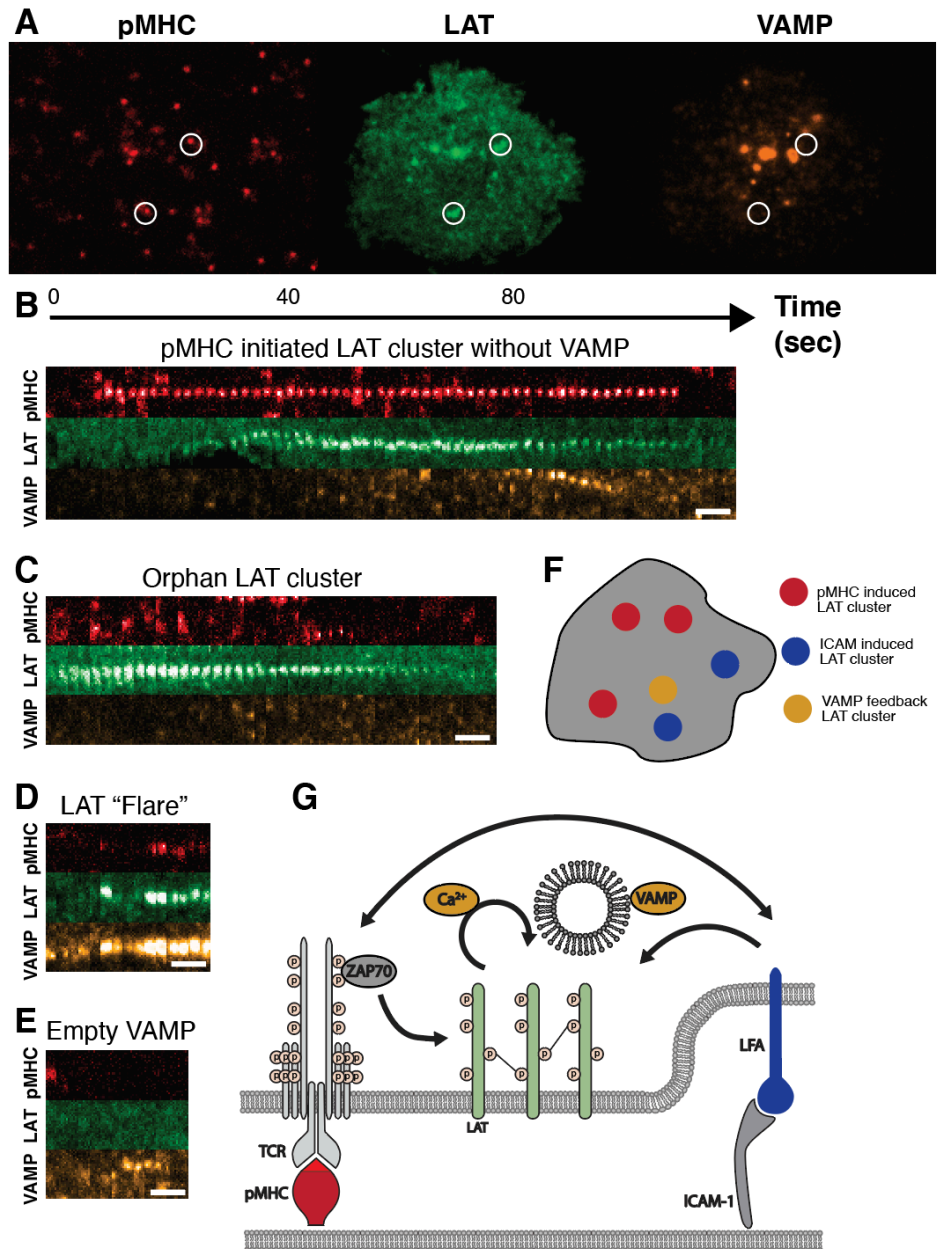 A
pMHC LAT VAMP
B
0 40 80 Time
(sec)
pMHC initiated LAT cluster without VAMP
pMHC
LAT
VAMP
C
Orphan LAT cluster
pMHC
LAT
VAMP
F
pMHC induced
LAT cluster
ICAM induced
LAT cluster
VAMP feedback
LAT cluster
D
LAT “Flare”
pMHC
LAT
VAMP
E
Empty VAMP
pMHC
LAT
VAMP
G
Ca²⁺
VAMP
P
P
ZAP70
P
P
P
P
P
P
P P P P
P P P P
P
P
P
P
P
P
P
P
P
P
LFA
LAT
TCR
pMHC
ICAM-1